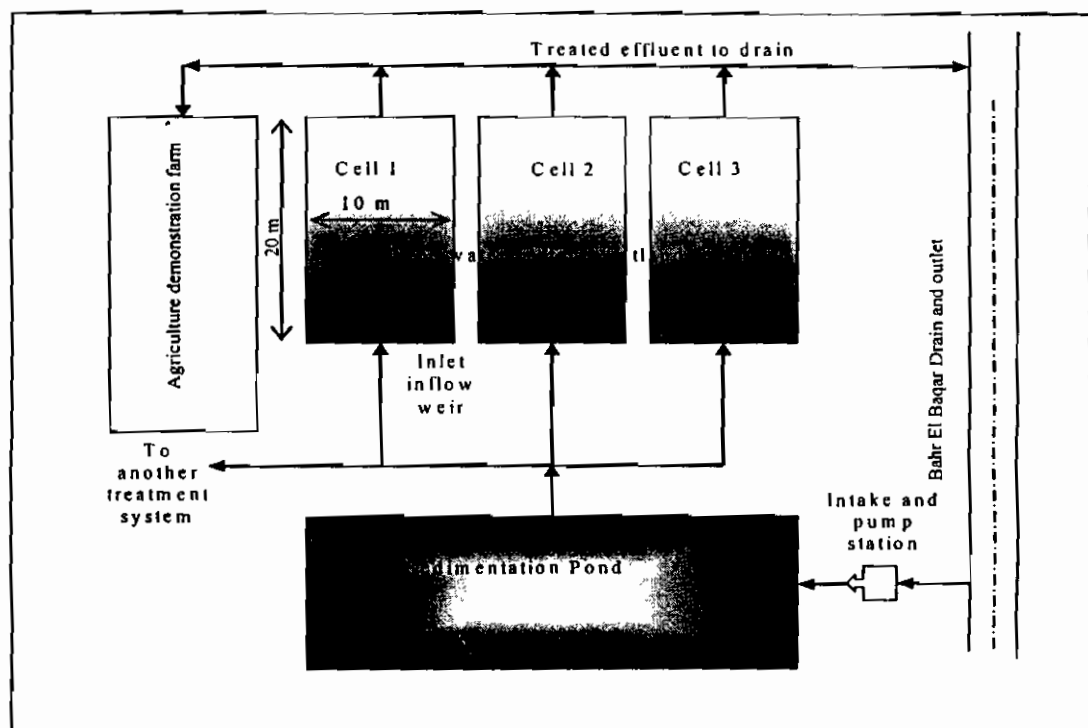 Treated effluent to drain
Agriculture demonstration farm
20 m
Cell 1
Cell 2
Cell 3
10 m
Inlet
inflow
weir
Bahr El Baqar Drain and outlet
To
another
treatment
system
Intake and
pump
station
Pond